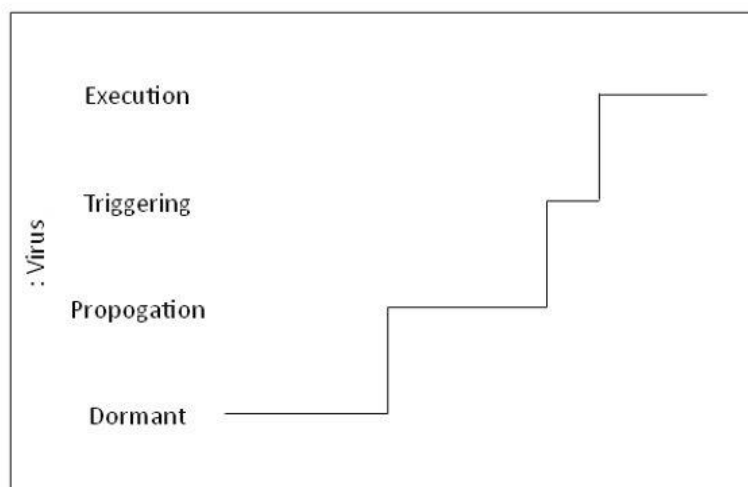 Execution
Triggering
: Virus
Propogation
Dormant